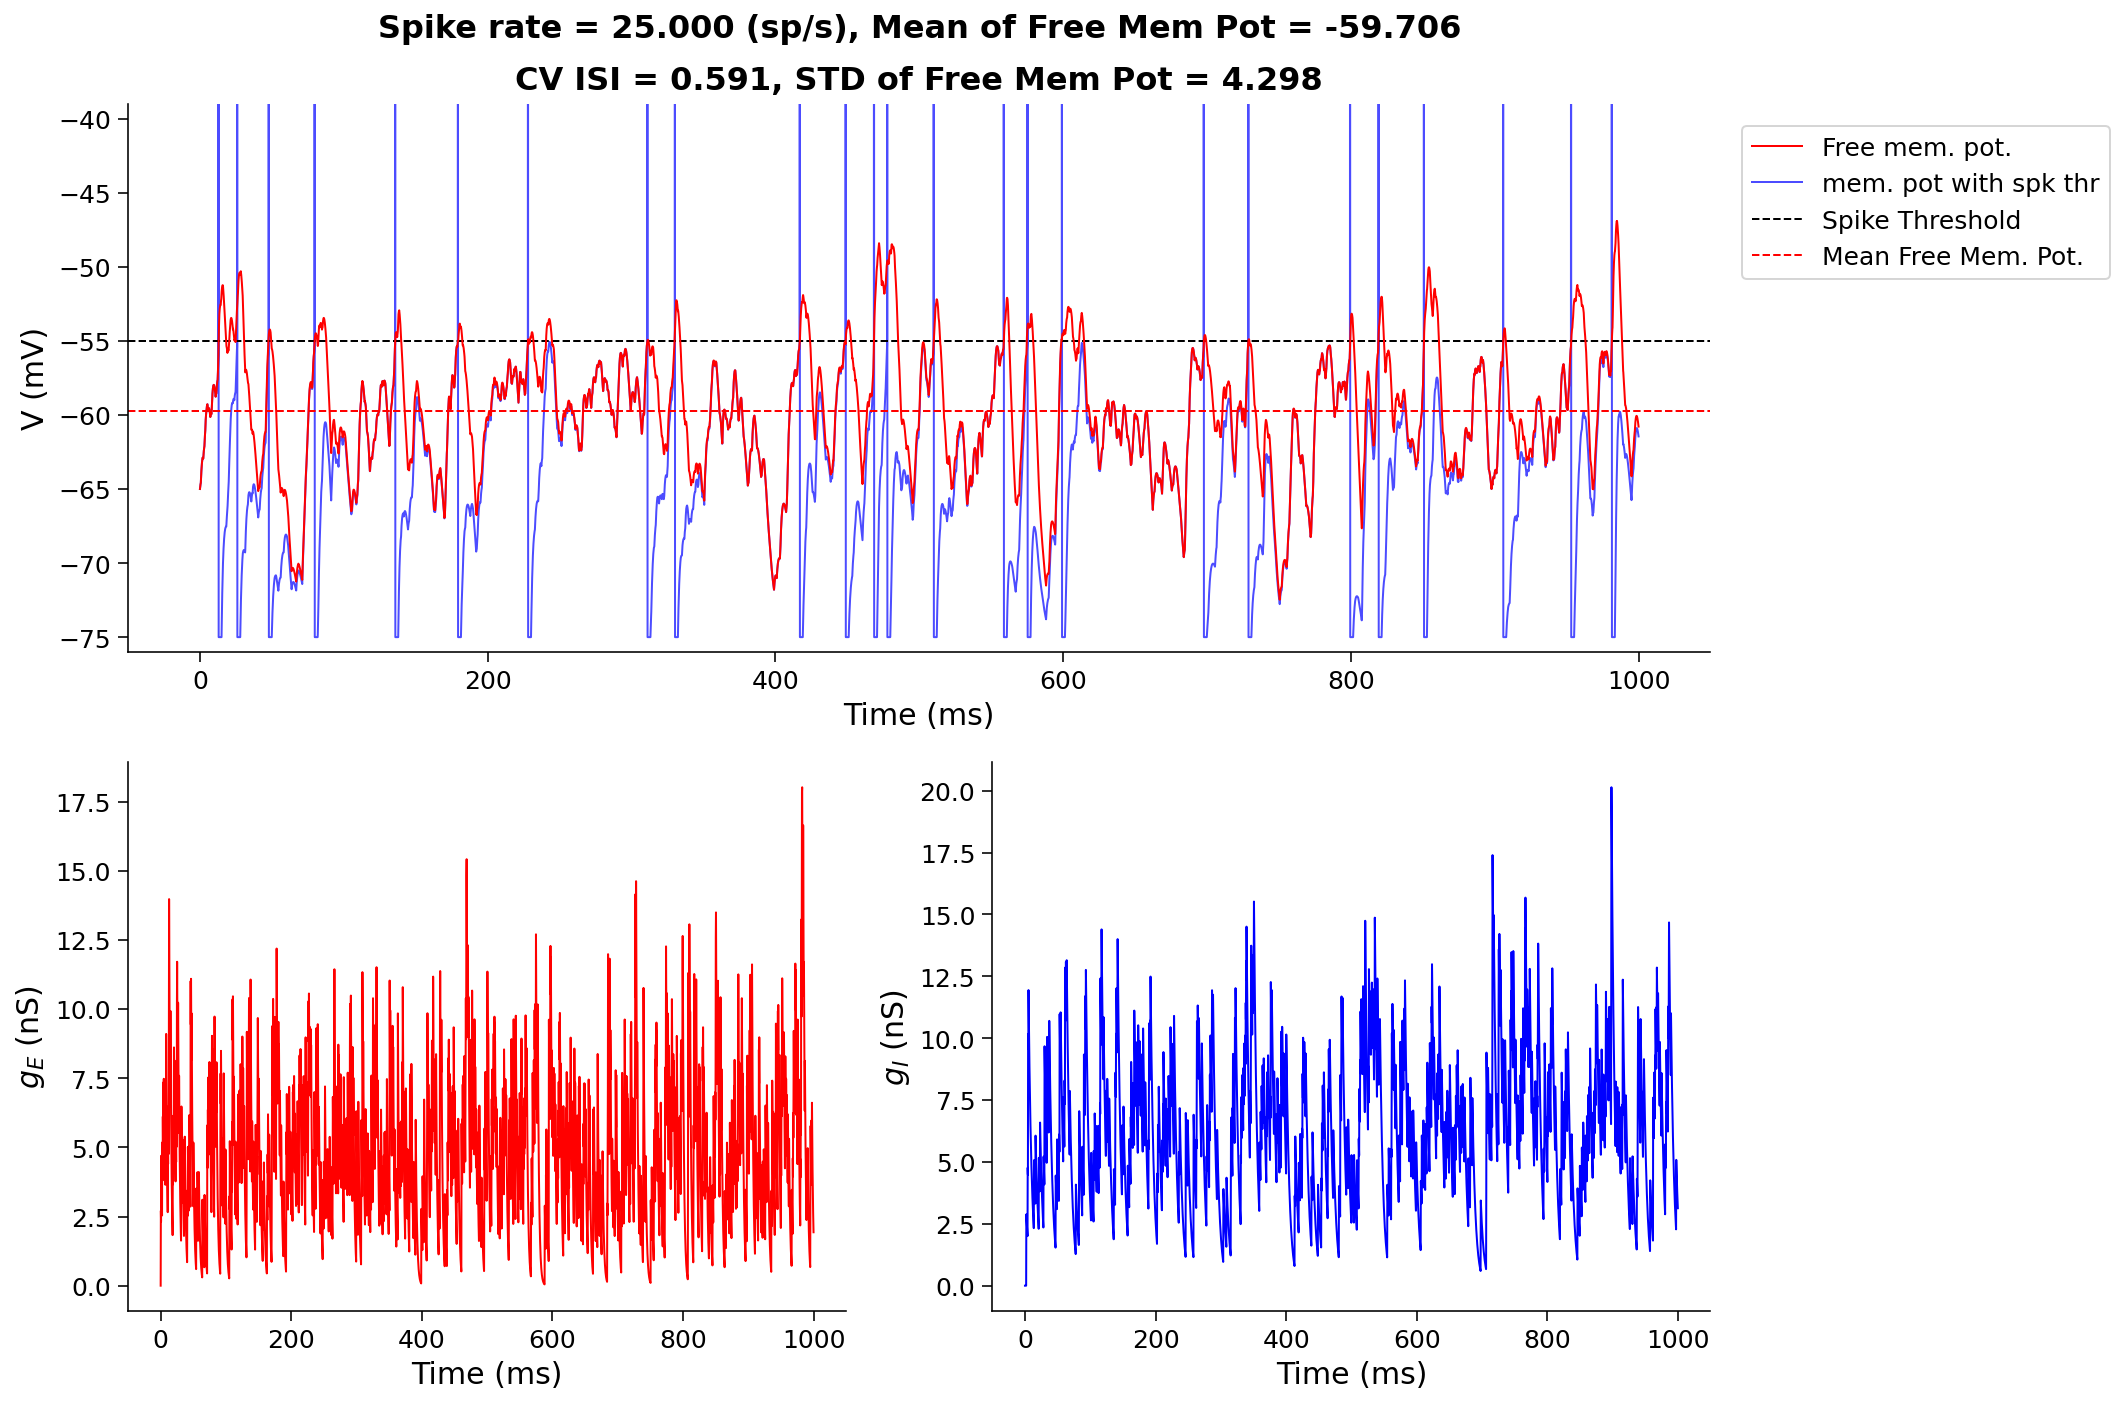 Spike rate = 25.000 (sp/s), Mean of Free Mem Pot = -59.706
CV ISI = 0.591, STD of Free Mem Pot = 4.298
−40
−45
−50
−55
−60
−65
−70
−75
V (mV)
0 200 400 600 800 1000
Time (ms)
Free mem. pot.
mem. pot with spk thr
Spike Threshold
Mean Free Mem. Pot.
17.5
15.0
12.5
10.0
7.5
5.0
2.5
0.0
g_E (nS)
0 200 400 600 800 1000
Time (ms)
20.0
17.5
15.0
12.5
10.0
7.5
5.0
2.5
0.0
g_I (nS)
0 200 400 600 800 1000
Time (ms)